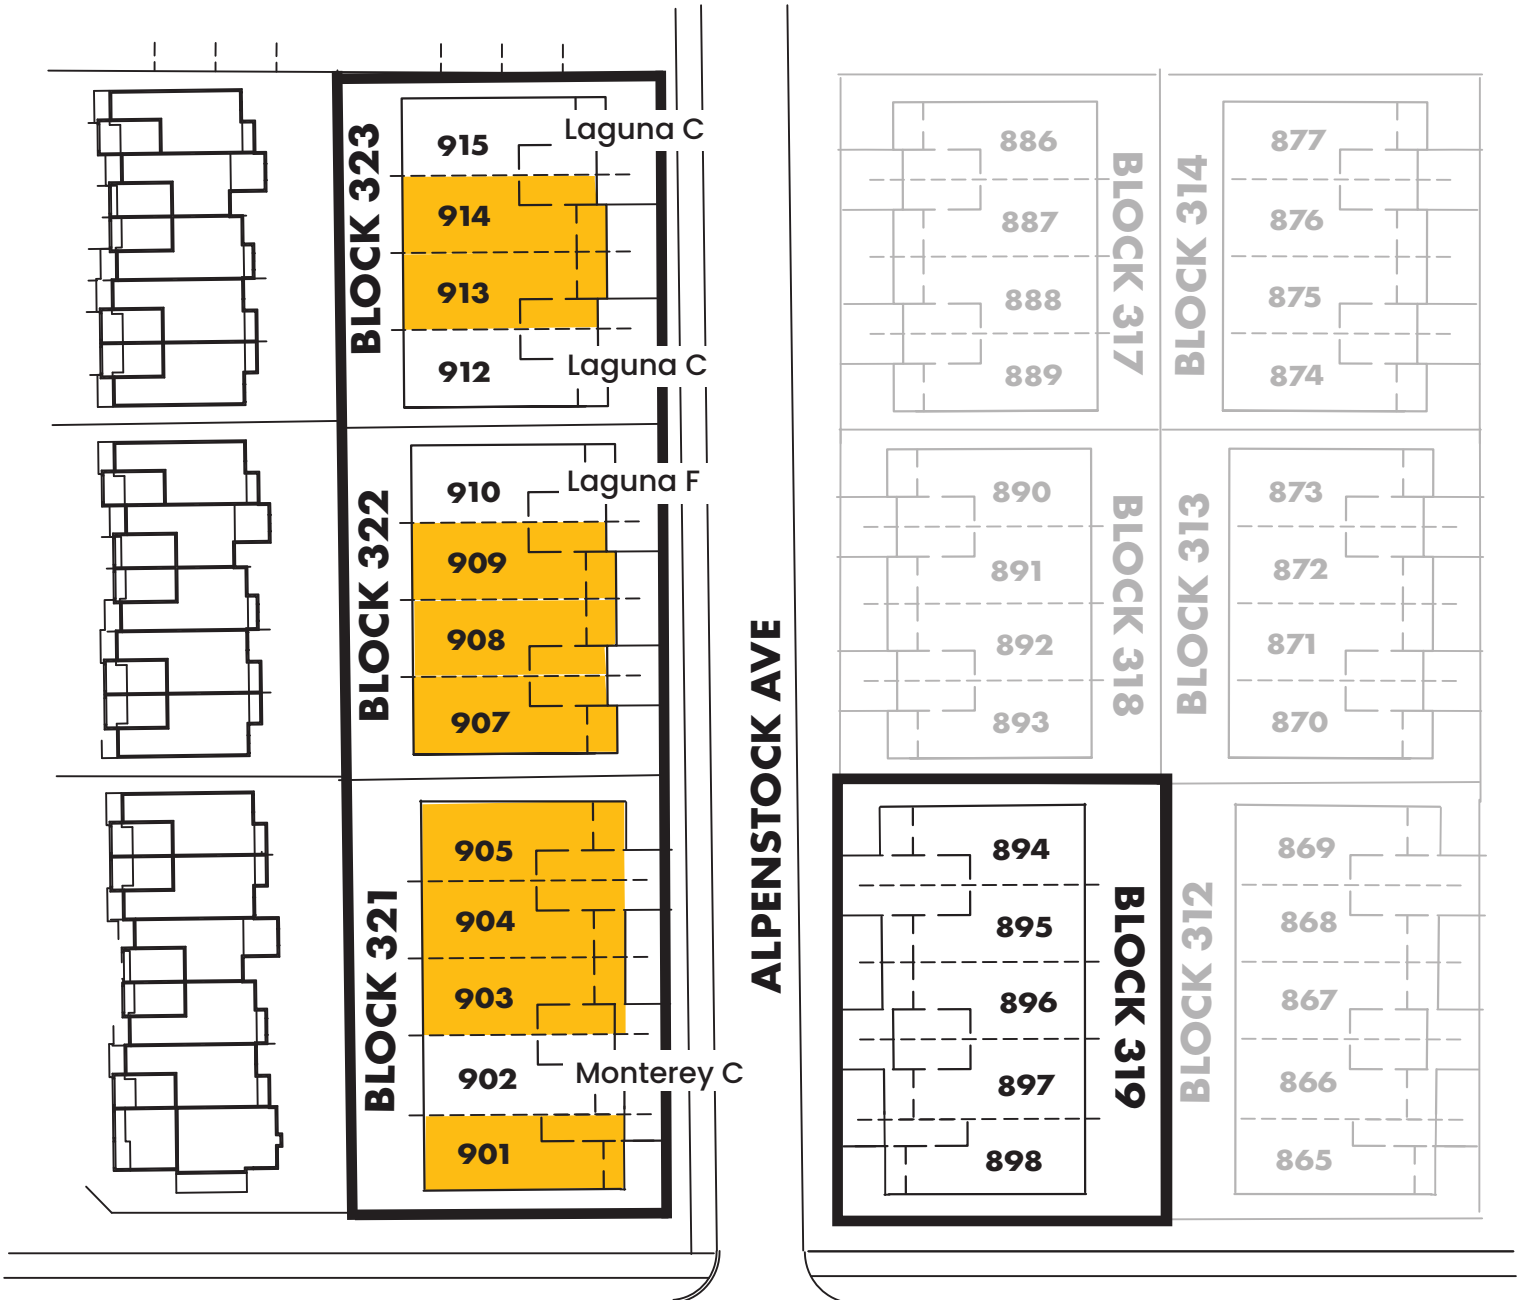 BLOCK 323
915
Laguna C
914
913
912
Laguna C
BLOCK 322
910
Laguna F
909
908
907
BLOCK 321
905
904
903
902
Monterey C
901
ALPENSTOCK AVE
886
887
888
889
BLOCK 317
BLOCK 314
877
876
875
874
890
891
892
893
BLOCK 318
BLOCK 313
873
872
871
870
894
895
896
897
898
BLOCK 319
BLOCK 312
869
868
867
866
865